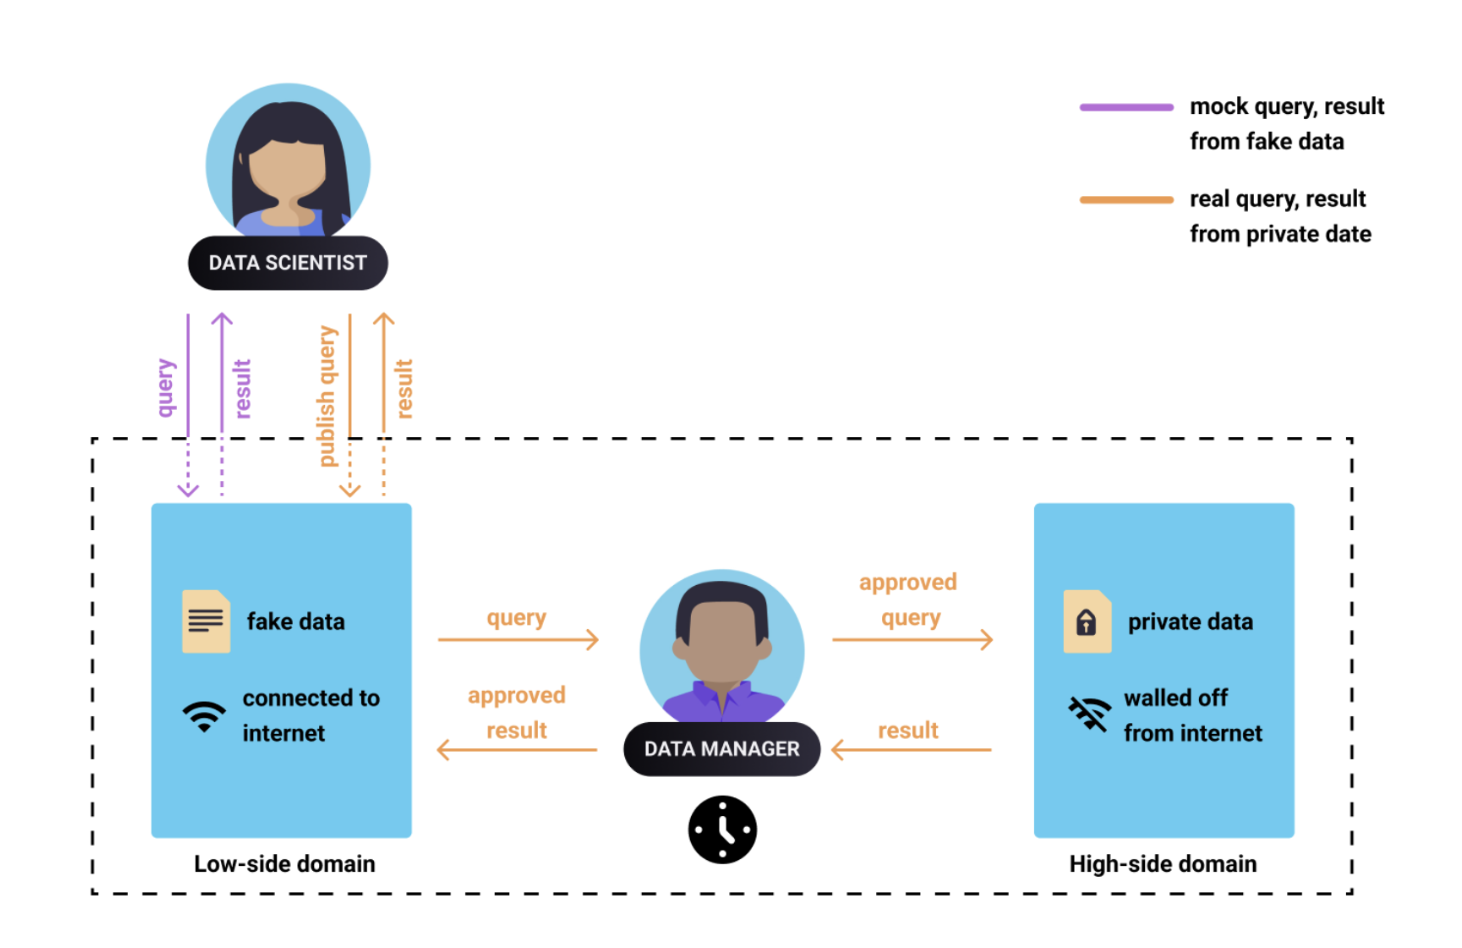 mock query, result
from fake data
real query, result
from private date
DATA SCIENTIST
query
result
publish query
result
fake data
connected to
internet
Low-side domain
query
approved
result
DATA MANAGER
approved
query
result
private data
walled off
from internet
High-side domain